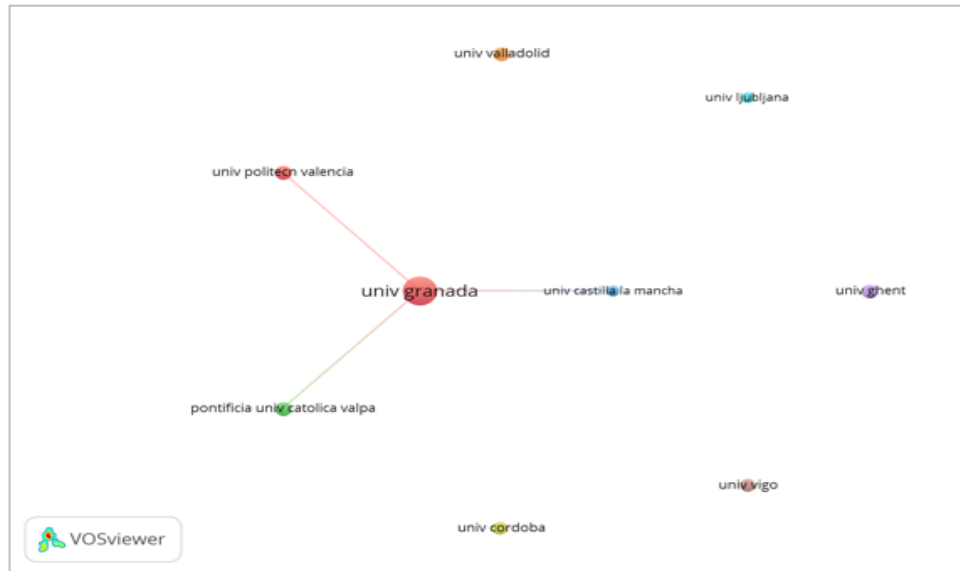 univ valladolid
univ ljubljana
univ politecn valencia
univ granada
univ castilla la mancha
univ ghent
pontificia univ catolica valpa
univ vigo
univ cordoba
VOSviewer